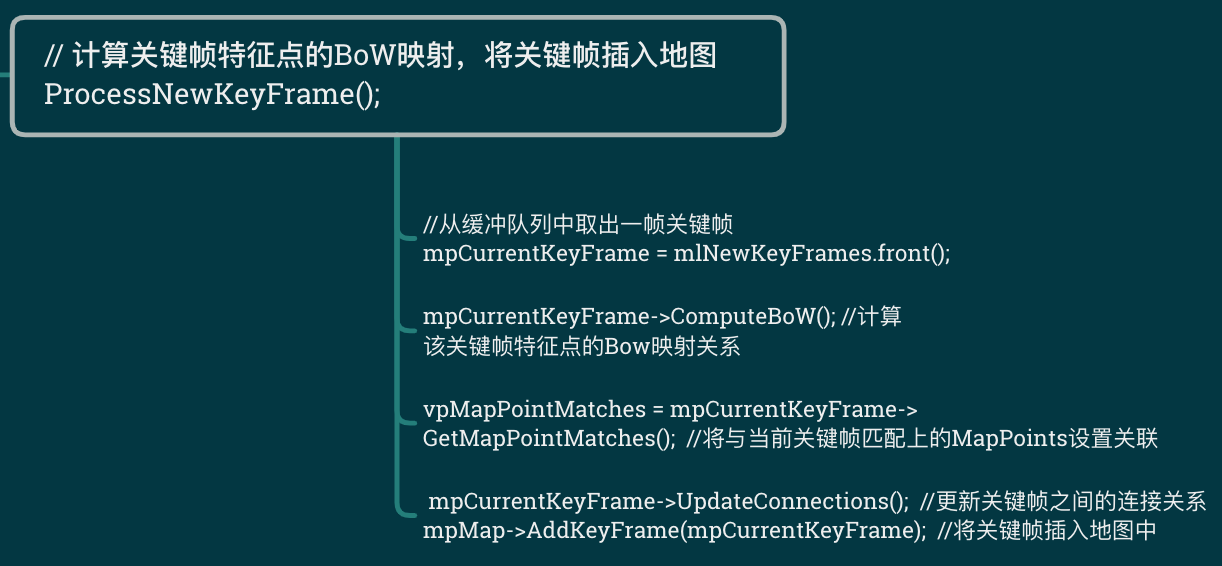 // 计算关键帧特征点的BoW映射，将关键帧插入地图
ProcessNewKeyFrame();
//从缓冲队列中取出一帧关键帧
mpCurrentKeyFrame = mlNewKeyFrames.front();
mpCurrentKeyFrame->ComputeBoW(); //计算
该关键帧特征点的Bow映射关系
vpMapPointMatches = mpCurrentKeyFrame->
GetMapPointMatches();  //将与当前关键帧匹配上的MapPoints设置关联
mpCurrentKeyFrame->UpdateConnections();  //更新关键帧之间的连接关系
mpMap->AddKeyFrame(mpCurrentKeyFrame);  //将关键帧插入地图中